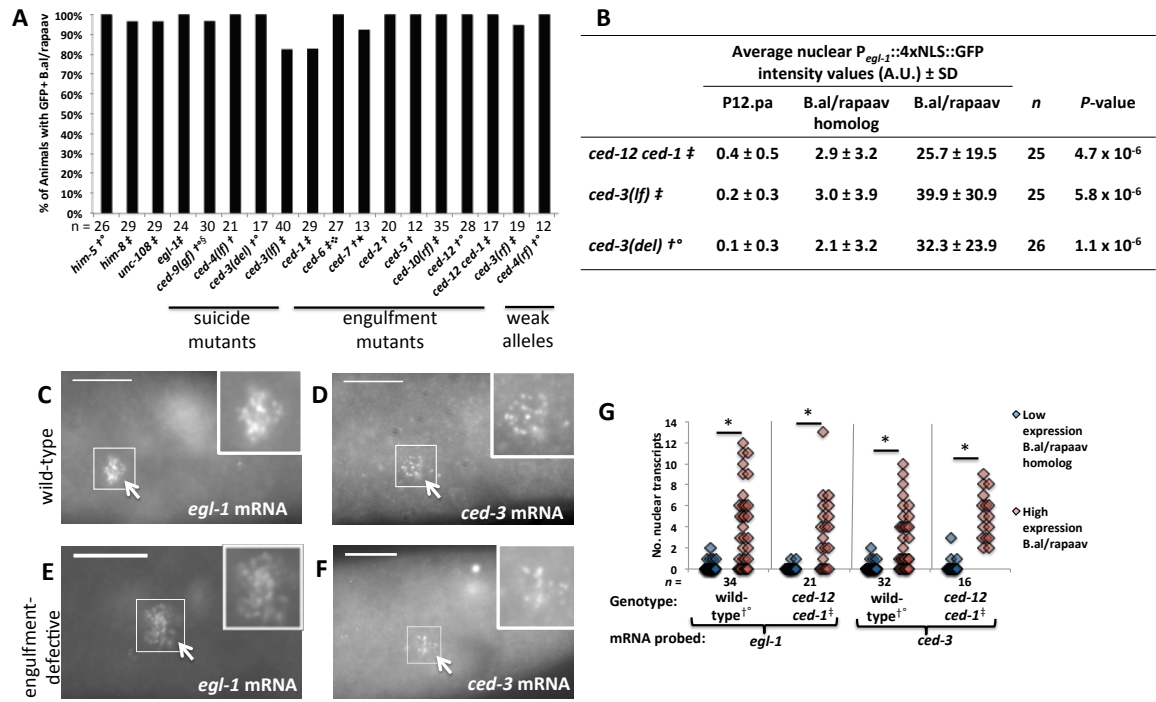 A
% of Animals with GFP+ B.al/rapaav
100%
90%
80%
70%
60%
50%
40%
30%
20%
10%
0%
n = 26 29 29 24 30 21 17 40 29 27 13 20 12 35 28 17 19 12
him-5 †°
him-8 ‡
unc-108 ‡
egl-1‡
ced-9(gf) †°§
ced-4(lf) †
ced-3(del) †°
ced-3(lf) ‡
ced-1 ‡
ced-6 †⁘
ced-7 †★
ced-2 †
ced-5 †
ced-10(rf) ‡
ced-12 †°
ced-12 ced-1 ‡
ced-3(rf) ‡
ced-4(rf) †°
suicide mutants
engulfment mutants
weak alleles
B
Average nuclear Pegl-1::4xNLS::GFP
intensity values (A.U.) ± SD
P12.pa B.al/rapaav homolog B.al/rapaav n P-value
ced-12 ced-1 ‡ 0.4 ± 0.5 2.9 ± 3.2 25.7 ± 19.5 25 4.7 x 10-6
ced-3(lf) ‡ 0.2 ± 0.3 3.0 ± 3.9 39.9 ± 30.9 25 5.8 x 10-6
ced-3(del) †° 0.1 ± 0.3 2.1 ± 3.2 32.3 ± 23.9 26 1.1 x 10-6
wild-type
C
egl-1 mRNA
D
ced-3 mRNA
engulfment-
defective
E
egl-1 mRNA
F
ced-3 mRNA
G
No. nuclear transcripts
14
12
10
8
6
4
2
0
* * * *
n = 34 21 32 16
Genotype: wild-type†° ced-12 ced-1‡ wild-type†° ced-12 ced-1‡
mRNA probed: egl-1 ced-3
Low
expression
B.al/rapaav
homolog
High
expression
B.al/rapaav